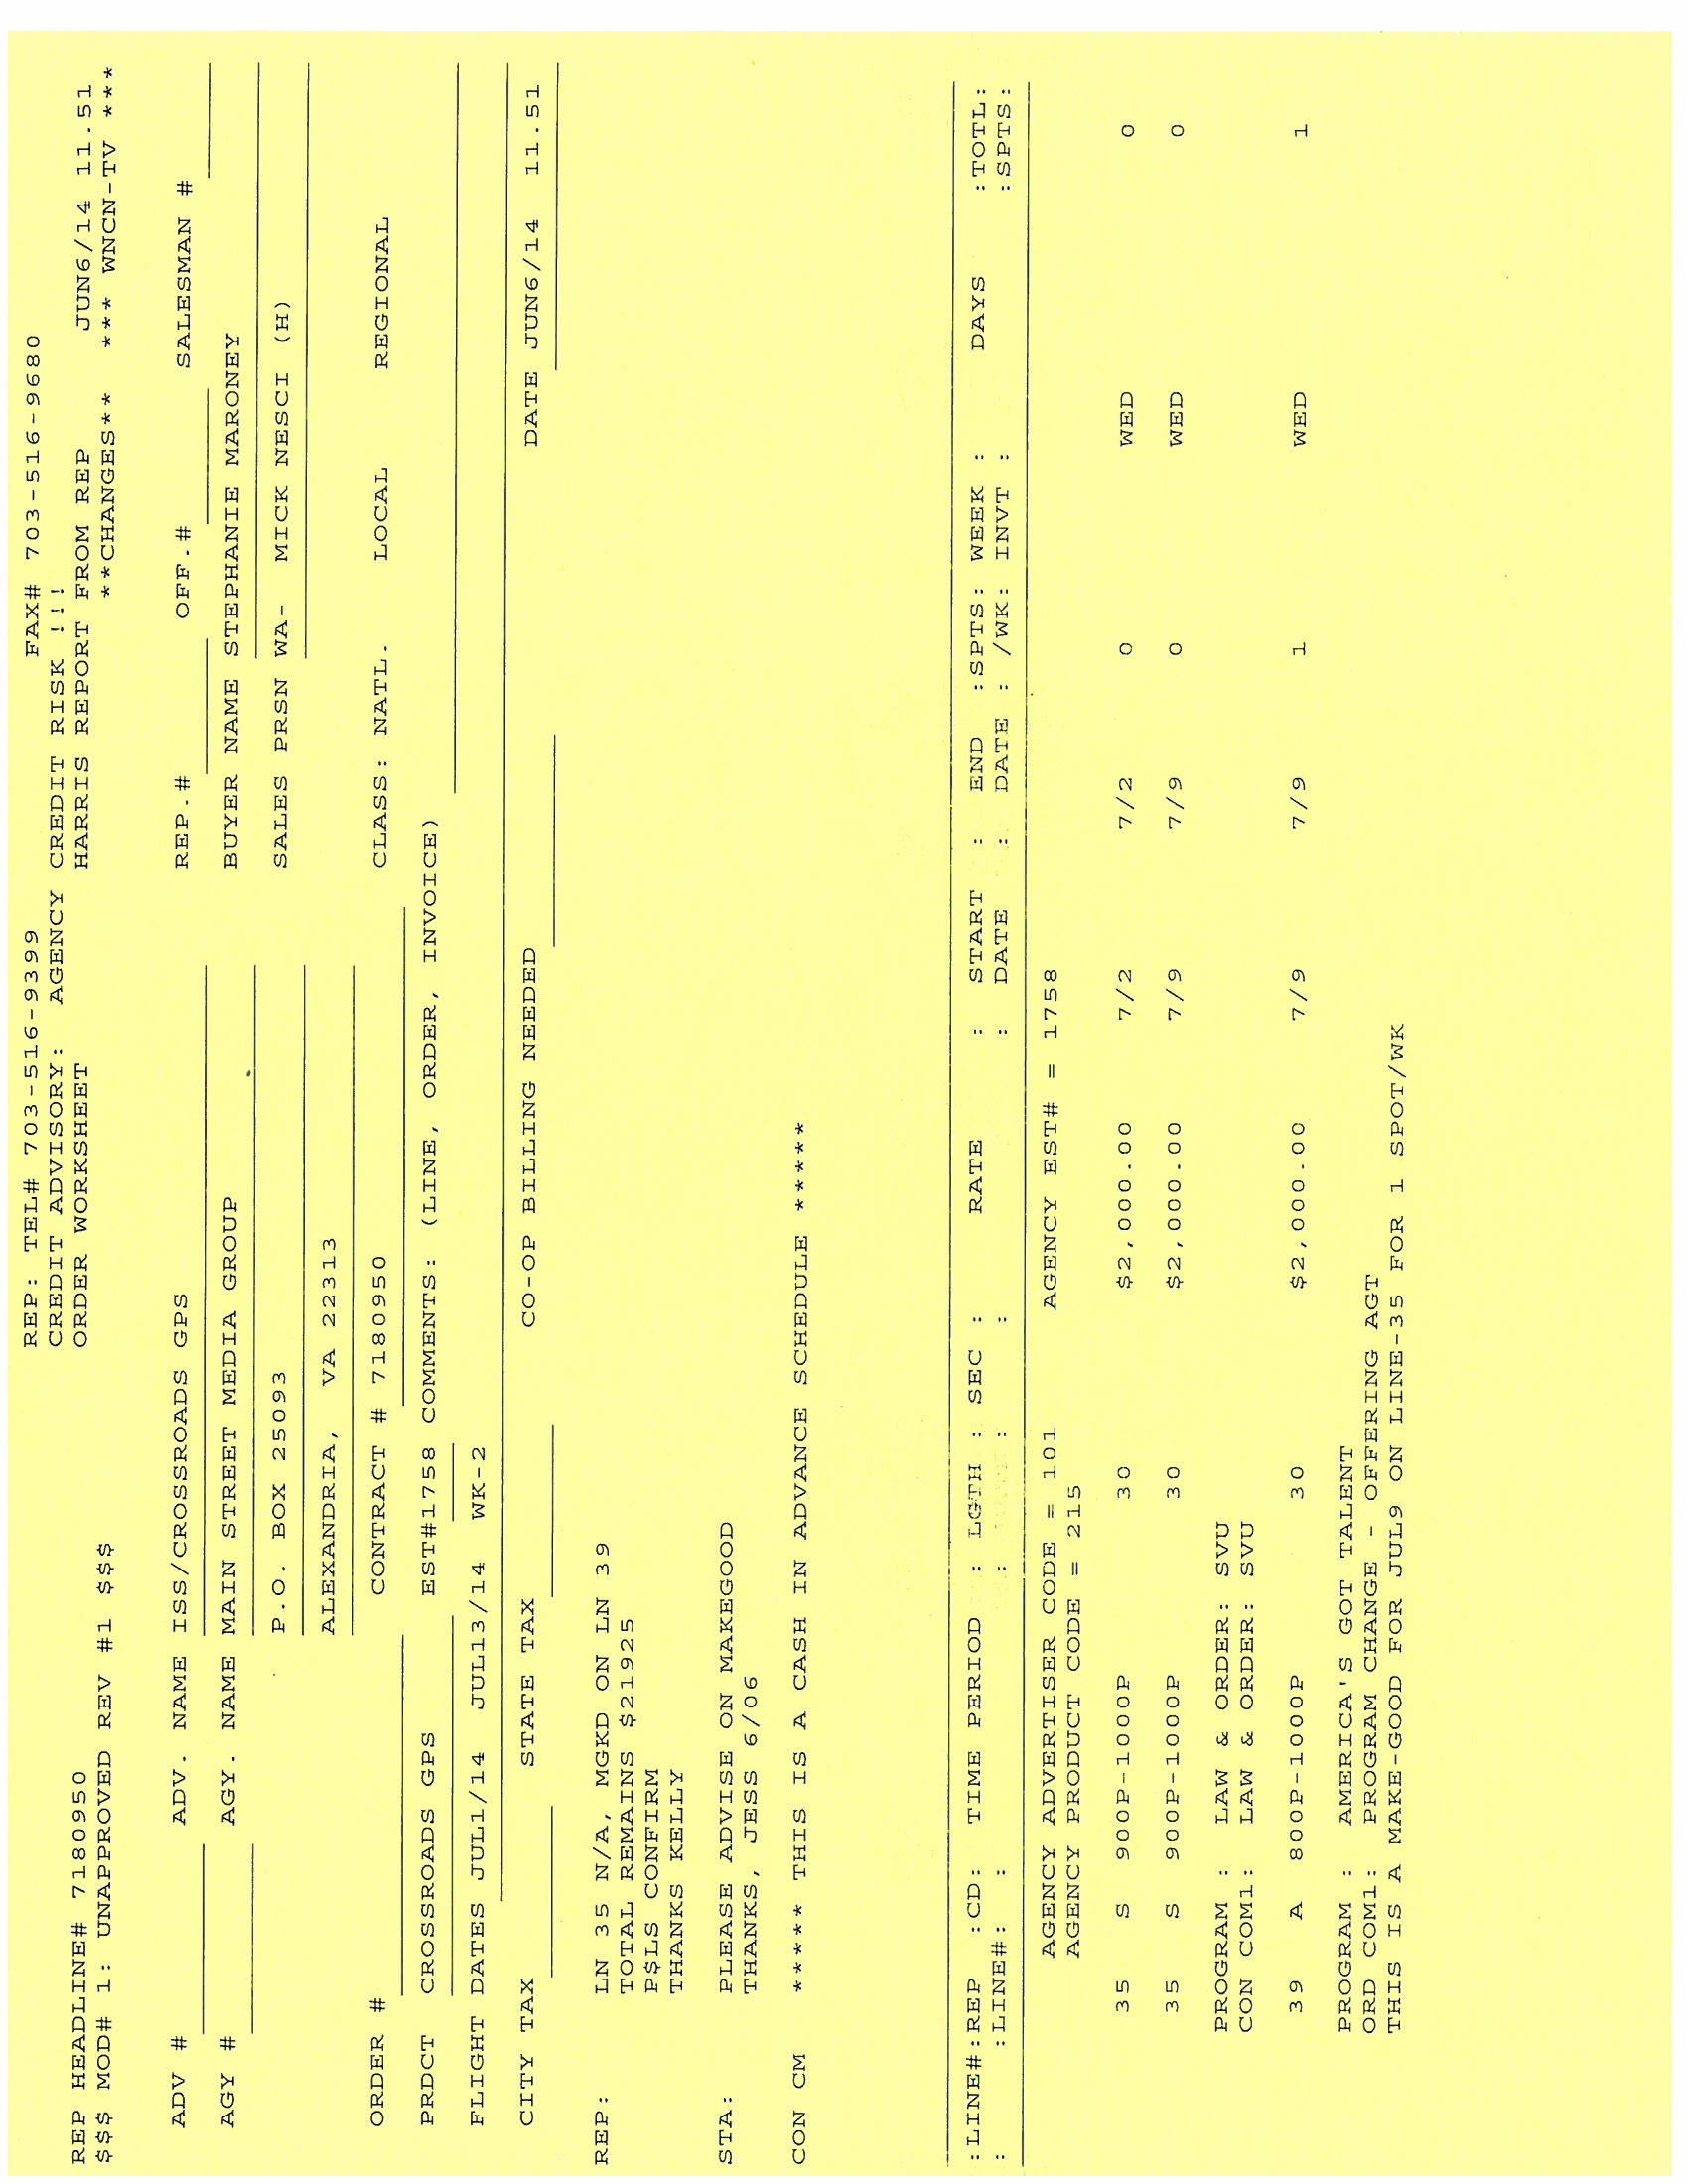 REP: TEL# 703-516-9399 FAX# 703-516-9680
CREDIT ADVISORY: AGENCY CREDIT RISK !!!
REP HEADLINE# 7180950 ORDER WORKSHEET HARRIS REPORT FROM REP JUN6/14 11.51
$$$ MOD# 1: UNAPPROVED REV #1 $$$ **CHANGES** *** WNCN-TV ***
ADV # ADV. NAME ISS/CROSSROADS GPS REP.# OFF.# SALESMAN #
AGY # AGY. NAME MAIN STREET MEDIA GROUP BUYER NAME STEPHANIE MARONEY
P.O. BOX 25093 SALES PRSN WA- MICK NESCI (H)
ALEXANDRIA, VA 22313
ORDER # CONTRACT # 7180950 CLASS: NATL. LOCAL REGIONAL
PRDCT CROSSROADS GPS EST#1758 COMMENTS: (LINE, ORDER, INVOICE)
FLIGHT DATES JUL1/14 JUL13/14 WK-2
CITY TAX STATE TAX CO-OP BILLING NEEDED DATE JUN6/14 11.51
REP: LN 35 N/A, MGKD ON LN 39
TOTAL REMAINS $21925
P$LS CONFIRM
THANKS KELLY
STA: PLEASE ADVISE ON MAKEGOOD
THANKS, JESS 6/06
CON CM ***** THIS IS A CASH IN ADVANCE SCHEDULE *****
:LINE#:REP :CD: TIME PERIOD : LGTH : SEC : RATE : START : END :SPTS: WEEK : DAYS :TOTL:
: :LINE#: : : : : : DATE : DATE : /WK: INVT : :SPTS:
AGENCY ADVERTISER CODE = 101 AGENCY EST# = 1758
AGENCY PRODUCT CODE = 215
35 S 900P-1000P 30 $2,000.00 7/2 7/2 0 WED 0
35 S 900P-1000P 30 $2,000.00 7/9 7/9 0 WED 0
PROGRAM : LAW & ORDER: SVU
CON COM1: LAW & ORDER: SVU
39 A 800P-1000P 30 $2,000.00 7/9 7/9 1 WED 1
PROGRAM : AMERICA'S GOT TALENT
ORD COM1: PROGRAM CHANGE - OFFERING AGT
THIS IS A MAKE-GOOD FOR JUL9 ON LINE-35 FOR 1 SPOT/WK